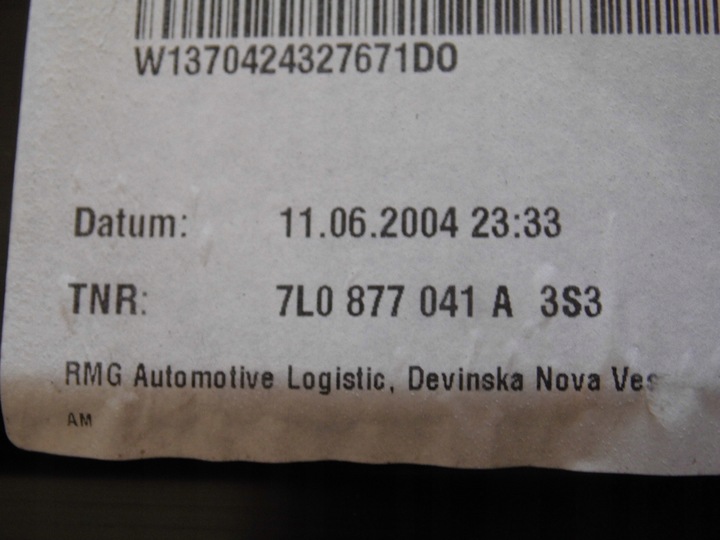 W1370424327671DO
Datum: 11.06.2004 23:33
TNR: 7L0 877 041 A 3S3
RMG Automotive Logistic, Devinska Nova Ves
AM